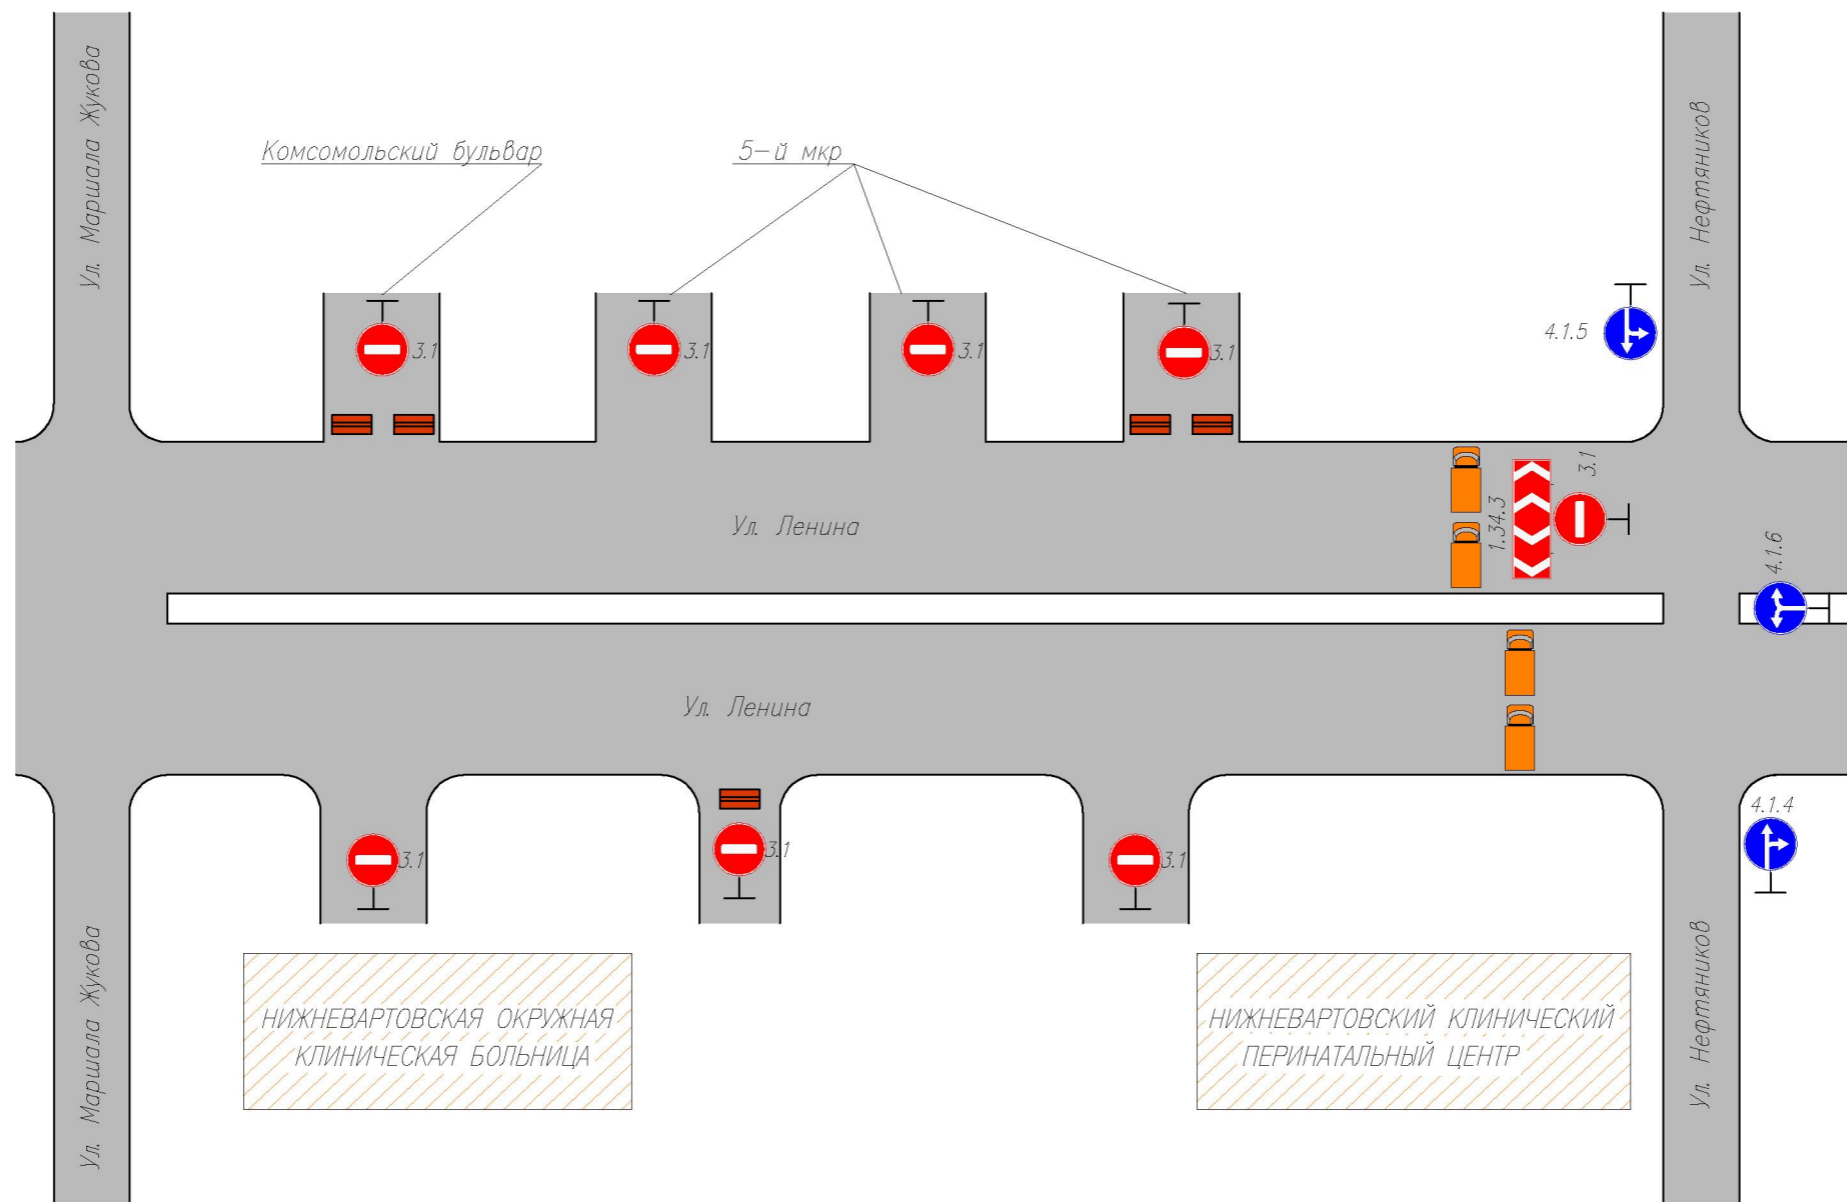 Ул. Маршала Жукова
Ул. Нефтяников
Комсомольский бульвар
5-й мкр
4.1.5
3.1
3.1
3.1
3.1
3.1
1.34.3
Ул. Ленина
4.1.6
Ул. Ленина
4.1.4
3.1
3.1
3.1
Ул. Маршала Жукова
Ул. Нефтяников
НИЖНЕВАРТОВСКАЯ ОКРУЖНАЯ
КЛИНИЧЕСКАЯ БОЛЬНИЦА
НИЖНЕВАРТОВСКИЙ КЛИНИЧЕСКИЙ
ПЕРИНАТАЛЬНЫЙ ЦЕНТР